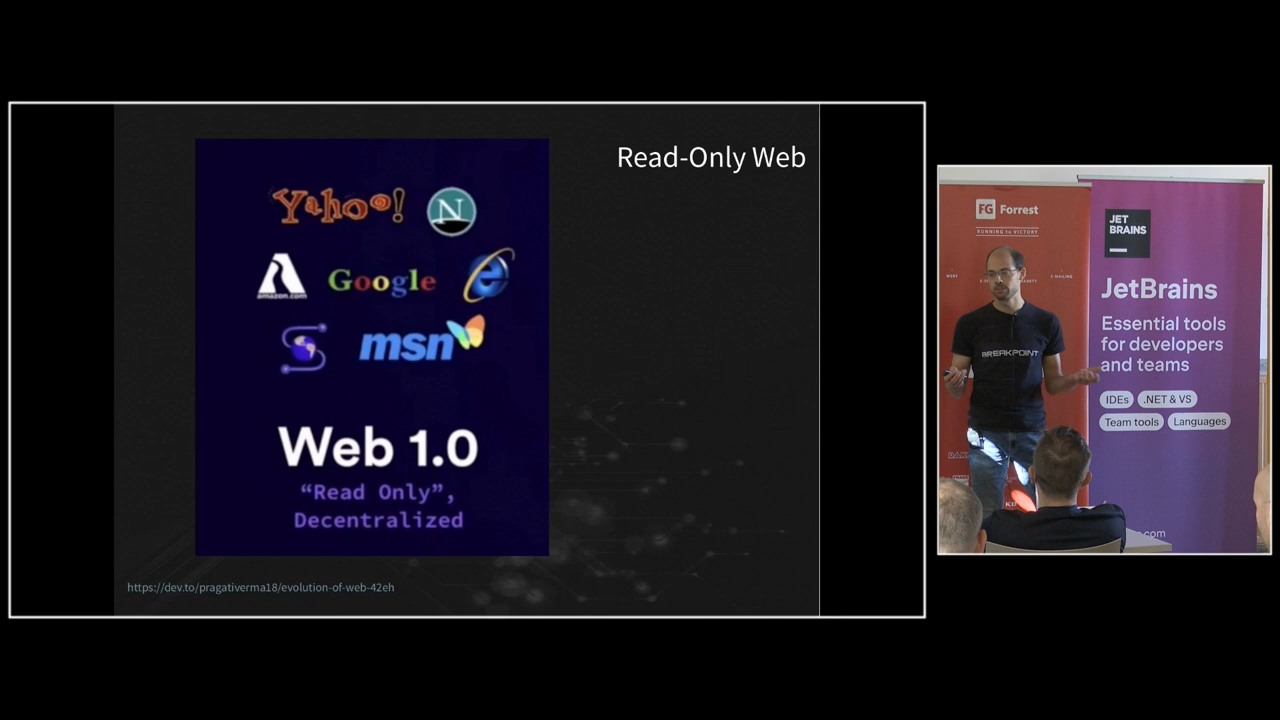 Read-Only Web
Yahoo!
N
amazon.com
Google
e
msn
Web 1.0
“Read Only”,
Decentralized
https://dev.to/pragativerma18/evolution-of-web-42eh
FG Forrest
RUNNING to VICTORY
E-MAILING
BREAKPOINT
JET
BRAINS
JetBrains
Essential tools
for developers
and teams
IDEs
.NET & VS
Team tools
Languages